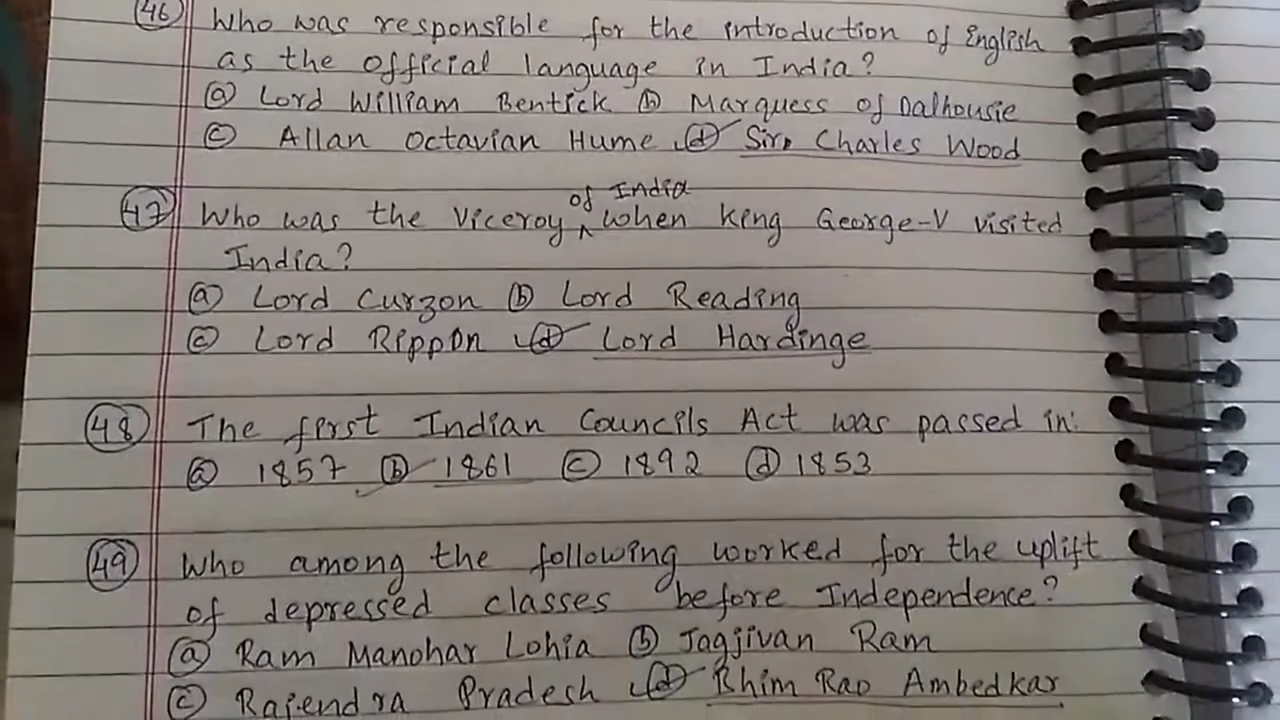 46 Who was responsible for the introduction of English
as the official language in India?
a Lord William Bentick b Marquess of Dalhousie
c Allan Octavian Hume d Sir, Charles Wood
of India
47 Who was the Viceroy ^ when king George-V visited
India?
a Lord Curzon b Lord Reading
c Lord Rippon d Lord Hardinge
48 The first Indian Councils Act was passed in:
a 1857 b 1861 c 1892 d 1853
49 Who among the following worked for the uplift
of depressed classes before Independence?
a Ram Manohar Lohia b Jagjivan Ram
c Rajendra Pradesh d Bhim Rao Ambedkar